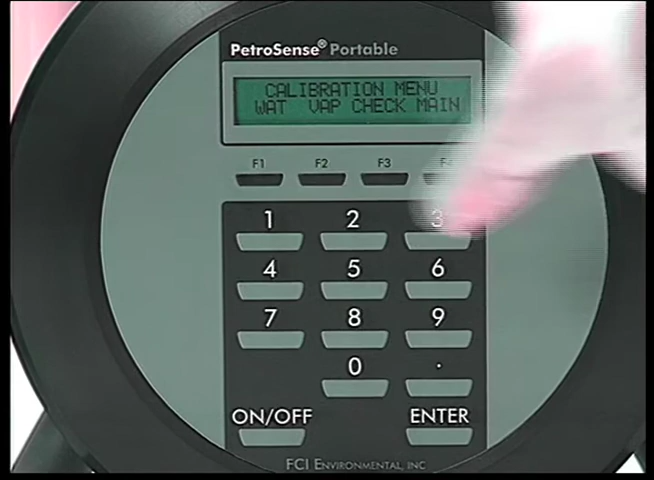 PetroSense® Portable
CALIBRATION MENU
WAT VAP CHECK MAIN
F1 F2 F3 F4
1 2 3
4 5 6
7 8 9
0 .
ON/OFF ENTER
FCI ENVIRONMENTAL, INC